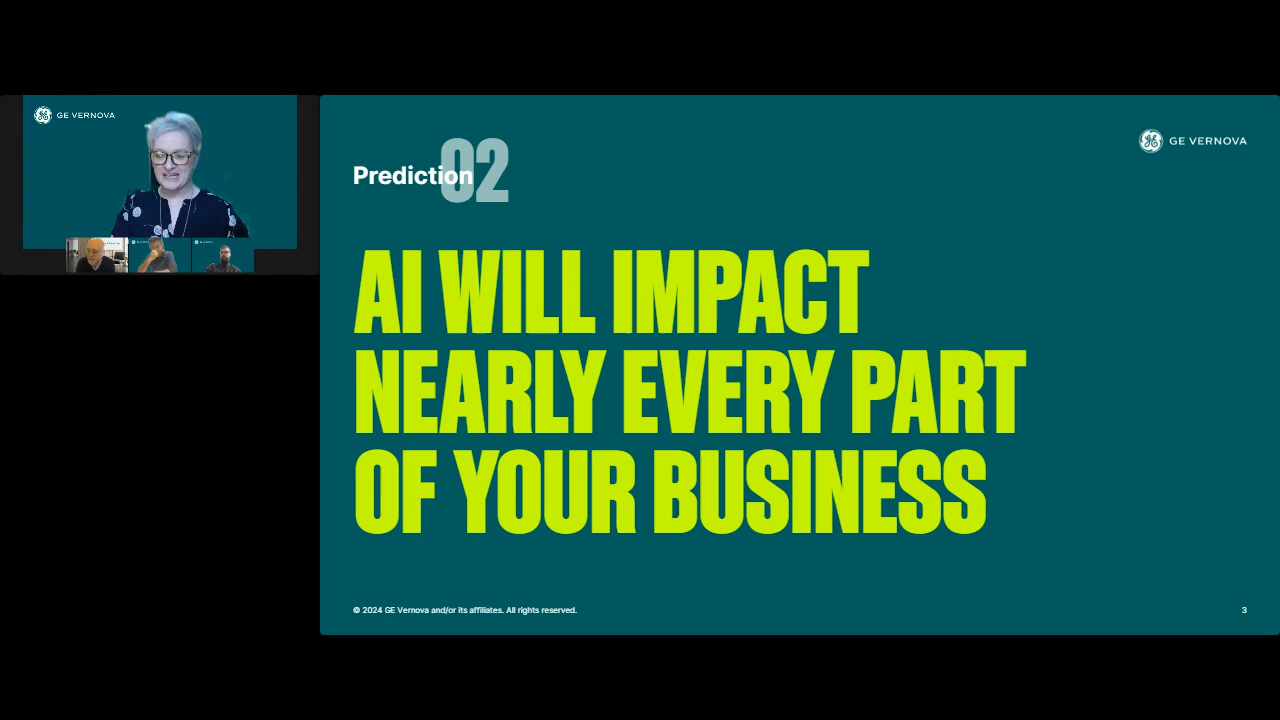 GE VERNOVA
GE VERNOVA
Prediction 02
AI WILL IMPACT
NEARLY EVERY PART
OF YOUR BUSINESS
© 2024 GE Vernova and/or its affiliates. All rights reserved.
3